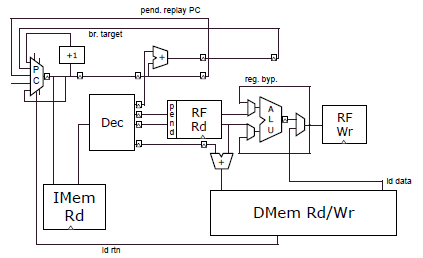 pend. replay PC
br. target
+1
P
C
+
reg. byp.
Dec
p
e
n
d
RF
Rd
A
L
U
RF
Wr
+
ld data
IMem
Rd
DMem Rd/Wr
ld rtn